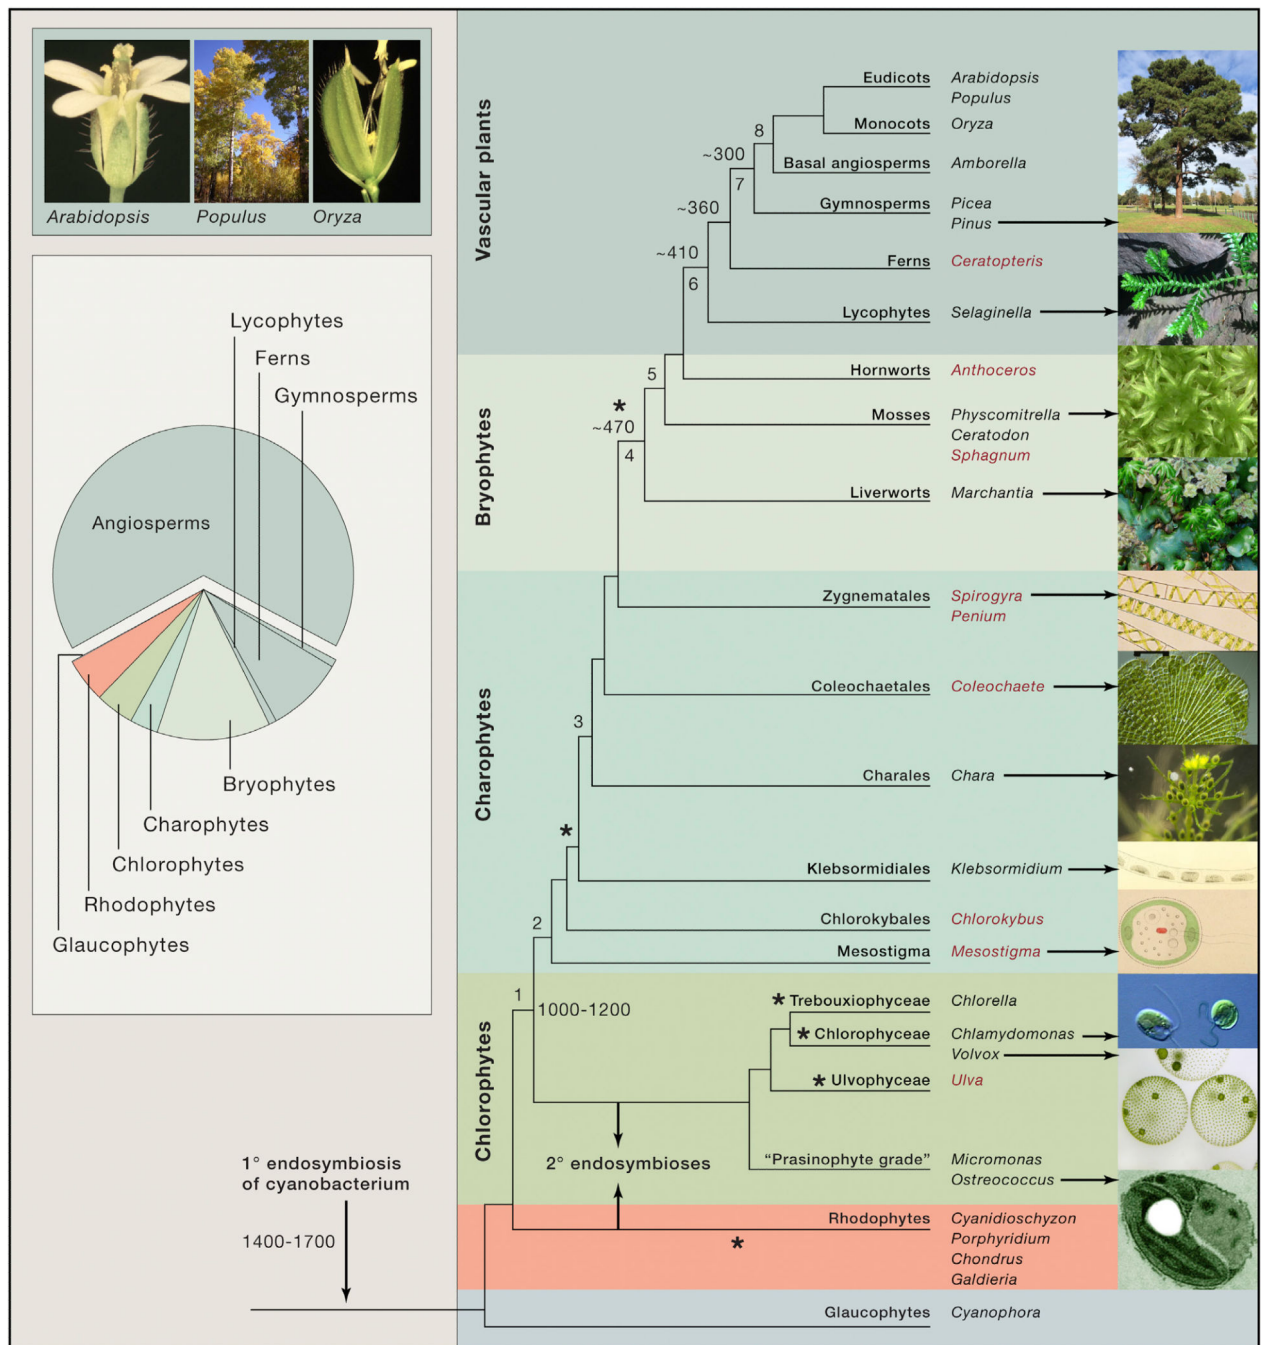 Arabidopsis
Populus
Oryza
Lycophytes
Ferns
Gymnosperms
Angiosperms
Bryophytes
Charophytes
Chlorophytes
Rhodophytes
Glaucophytes
1° endosymbiosis
of cyanobacterium
1400-1700
Vascular plants
Eudicots Arabidopsis
Populus
8 Monocots Oryza
~300 Basal angiosperms Amborella
7
~360 Gymnosperms Picea
Pinus
~410 Ferns Ceratopteris
6
Lycophytes Selaginella
Bryophytes
5 Hornworts Anthoceros
*
~470 Mosses Physcomitrella
Ceratodon
4 Sphagnum
Liverworts Marchantia
Charophytes
Zygnematales Spirogyra
Penium
Coleochaetales Coleochaete
3
Charales Chara
*
Klebsormidiales Klebsormidium
2 Chlorokybales Chlorokybus
Mesostigma Mesostigma
Chlorophytes
1 1000-1200
* Trebouxiophyceae Chlorella
* Chlorophyceae Chlamydomonas
Volvox
* Ulvophyceae Ulva
2° endosymbioses
“Prasinophyte grade” Micromonas
Ostreococcus
Rhodophytes Cyanidioschyzon
* Porphyridium
Chondrus
Galdieria
Glaucophytes Cyanophora